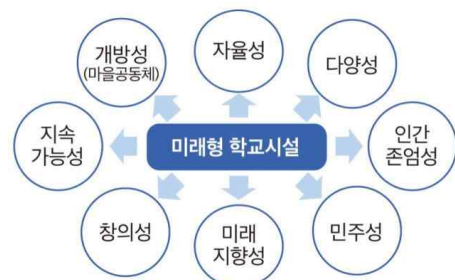 자율성
개방성
(마을공동체)
다양성
지속
가능성
미래형 학교시설
인간
존엄성
창의성
미래
지향성
민주성